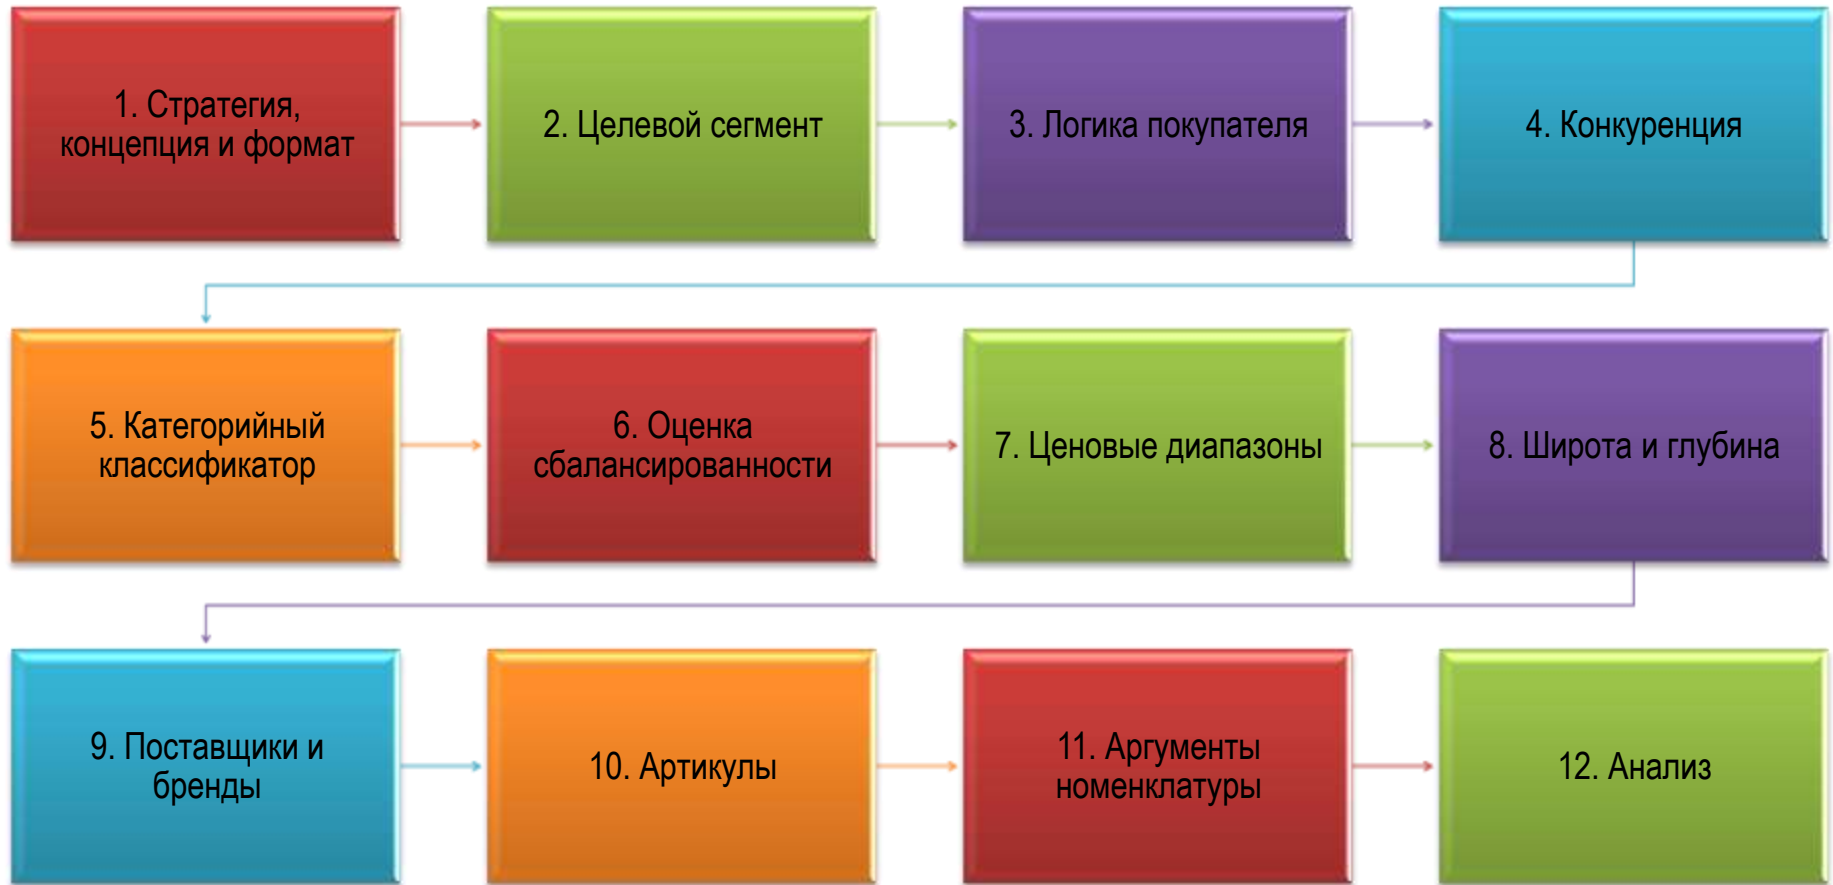 1. Стратегия,
концепция и формат
2. Целевой сегмент
3. Логика покупателя
4. Конкуренция
5. Категорийный
классификатор
6. Оценка
сбалансированности
7. Ценовые диапазоны
8. Широта и глубина
9. Поставщики и
бренды
10. Артикулы
11. Аргументы
номенклатуры
12. Анализ